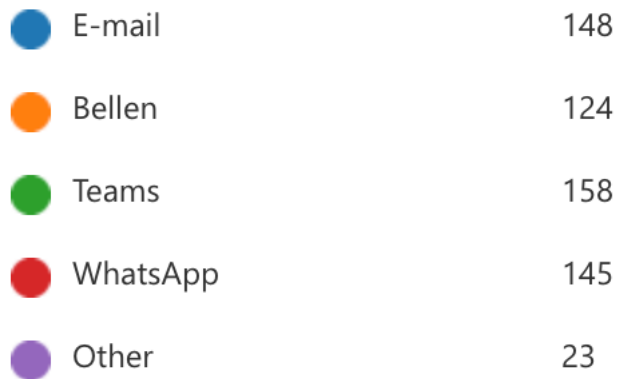 E-mail 148
Bellen 124
Teams 158
WhatsApp 145
Other 23